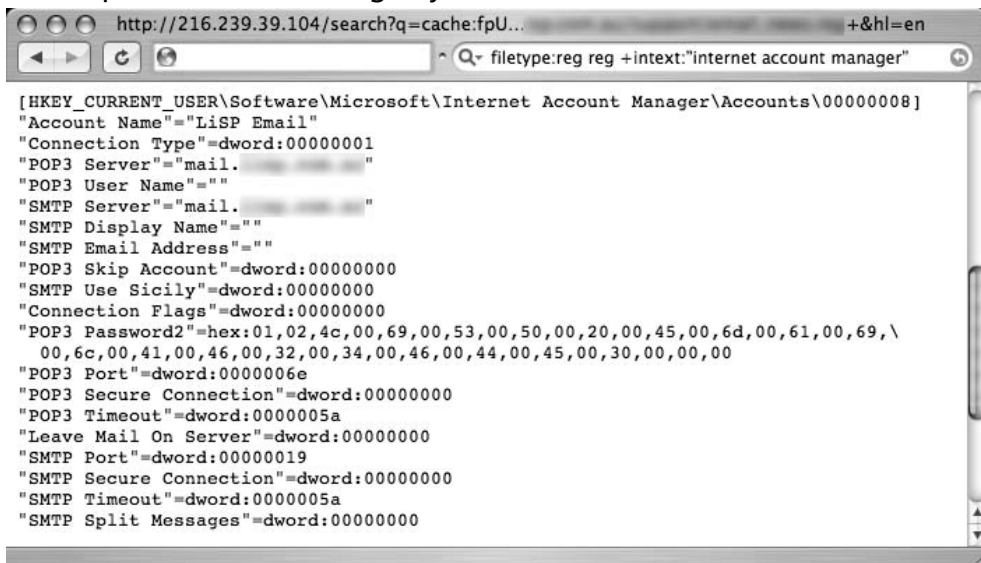 http://216.239.39.104/search?q=cache:fpU... +&hl=en
filetype:reg reg +intext:"internet account manager"
[HKEY_CURRENT_USER\Software\Microsoft\Internet Account Manager\Accounts\00000008]
"Account Name"="LiSP Email"
"Connection Type"=dword:00000001
"POP3 Server"="mail. "
"POP3 User Name"=""
"SMTP Server"="mail. "
"SMTP Display Name"=""
"SMTP Email Address"=""
"POP3 Skip Account"=dword:00000000
"SMTP Use Sicily"=dword:00000000
"Connection Flags"=dword:00000000
"POP3 Password2"=hex:01,02,4c,00,69,00,53,00,50,00,20,00,45,00,6d,00,61,00,69,\
00,6c,00,41,00,46,00,32,00,34,00,46,00,44,00,45,00,30,00,00,00
"POP3 Port"=dword:0000006e
"POP3 Secure Connection"=dword:00000000
"POP3 Timeout"=dword:0000005a
"Leave Mail On Server"=dword:00000000
"SMTP Port"=dword:00000019
"SMTP Secure Connection"=dword:00000000
"SMTP Timeout"=dword:0000005a
"SMTP Split Messages"=dword:00000000